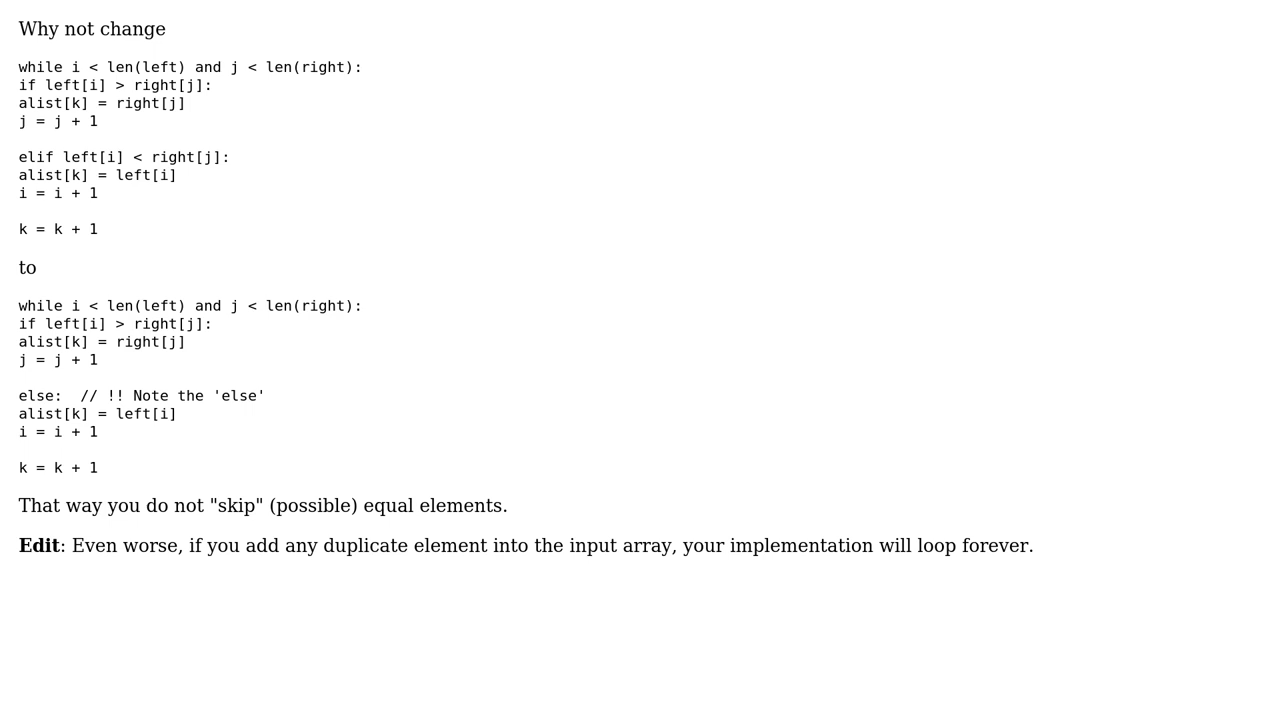 Why not change
while i < len(left) and j < len(right):
if left[i] > right[j]:
alist[k] = right[j]
j = j + 1
elif left[i] < right[j]:
alist[k] = left[i]
i = i + 1
k = k + 1
to
while i < len(left) and j < len(right):
if left[i] > right[j]:
alist[k] = right[j]
j = j + 1
else:  // !! Note the 'else'
alist[k] = left[i]
i = i + 1
k = k + 1
That way you do not "skip" (possible) equal elements.
Edit: Even worse, if you add any duplicate element into the input array, your implementation will loop forever.